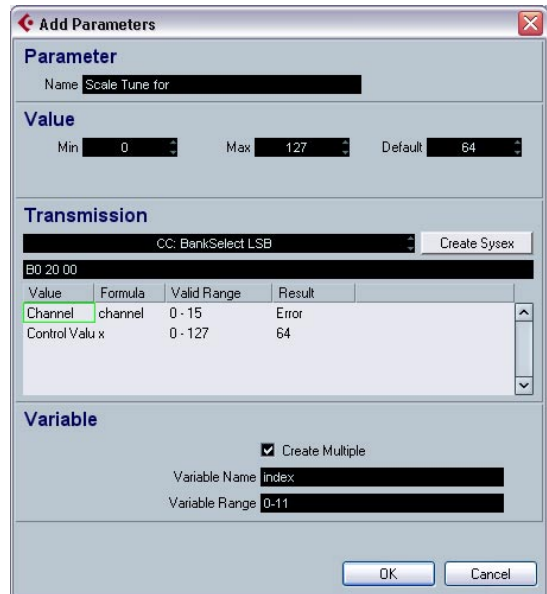 Add Parameters
Parameter
Name Scale Tune for
Value
Min 0 Max 127 Default 64
Transmission
CC: BankSelect LSB Create Sysex
B0 20 00
Value Formula Valid Range Result
Channel channel 0 - 15 Error
Control Valu x 0 - 127 64
Variable
Create Multiple
Variable Name index
Variable Range 0-11
OK Cancel